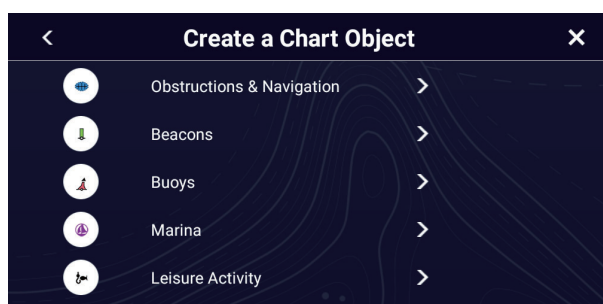 Create a Chart Object
Obstructions & Navigation
Beacons
Buoys
Marina
Leisure Activity